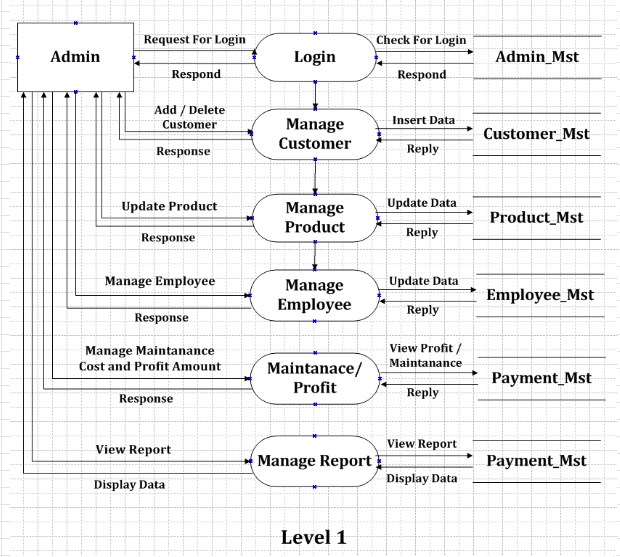 Admin
Request For Login
Respond
Login
Check For Login
Respond
Admin_Mst
Add / Delete
Customer
Response
Manage
Customer
Insert Data
Reply
Customer_Mst
Update Product
Response
Manage
Product
Update Data
Reply
Product_Mst
Manage Employee
Response
Manage
Employee
Update Data
Reply
Employee_Mst
Manage Maintanance
Cost and Profit Amount
Response
Maintanace/
Profit
View Profit /
Maintanance
Reply
Payment_Mst
View Report
Display Data
Manage Report
View Report
Display Data
Payment_Mst
Level 1